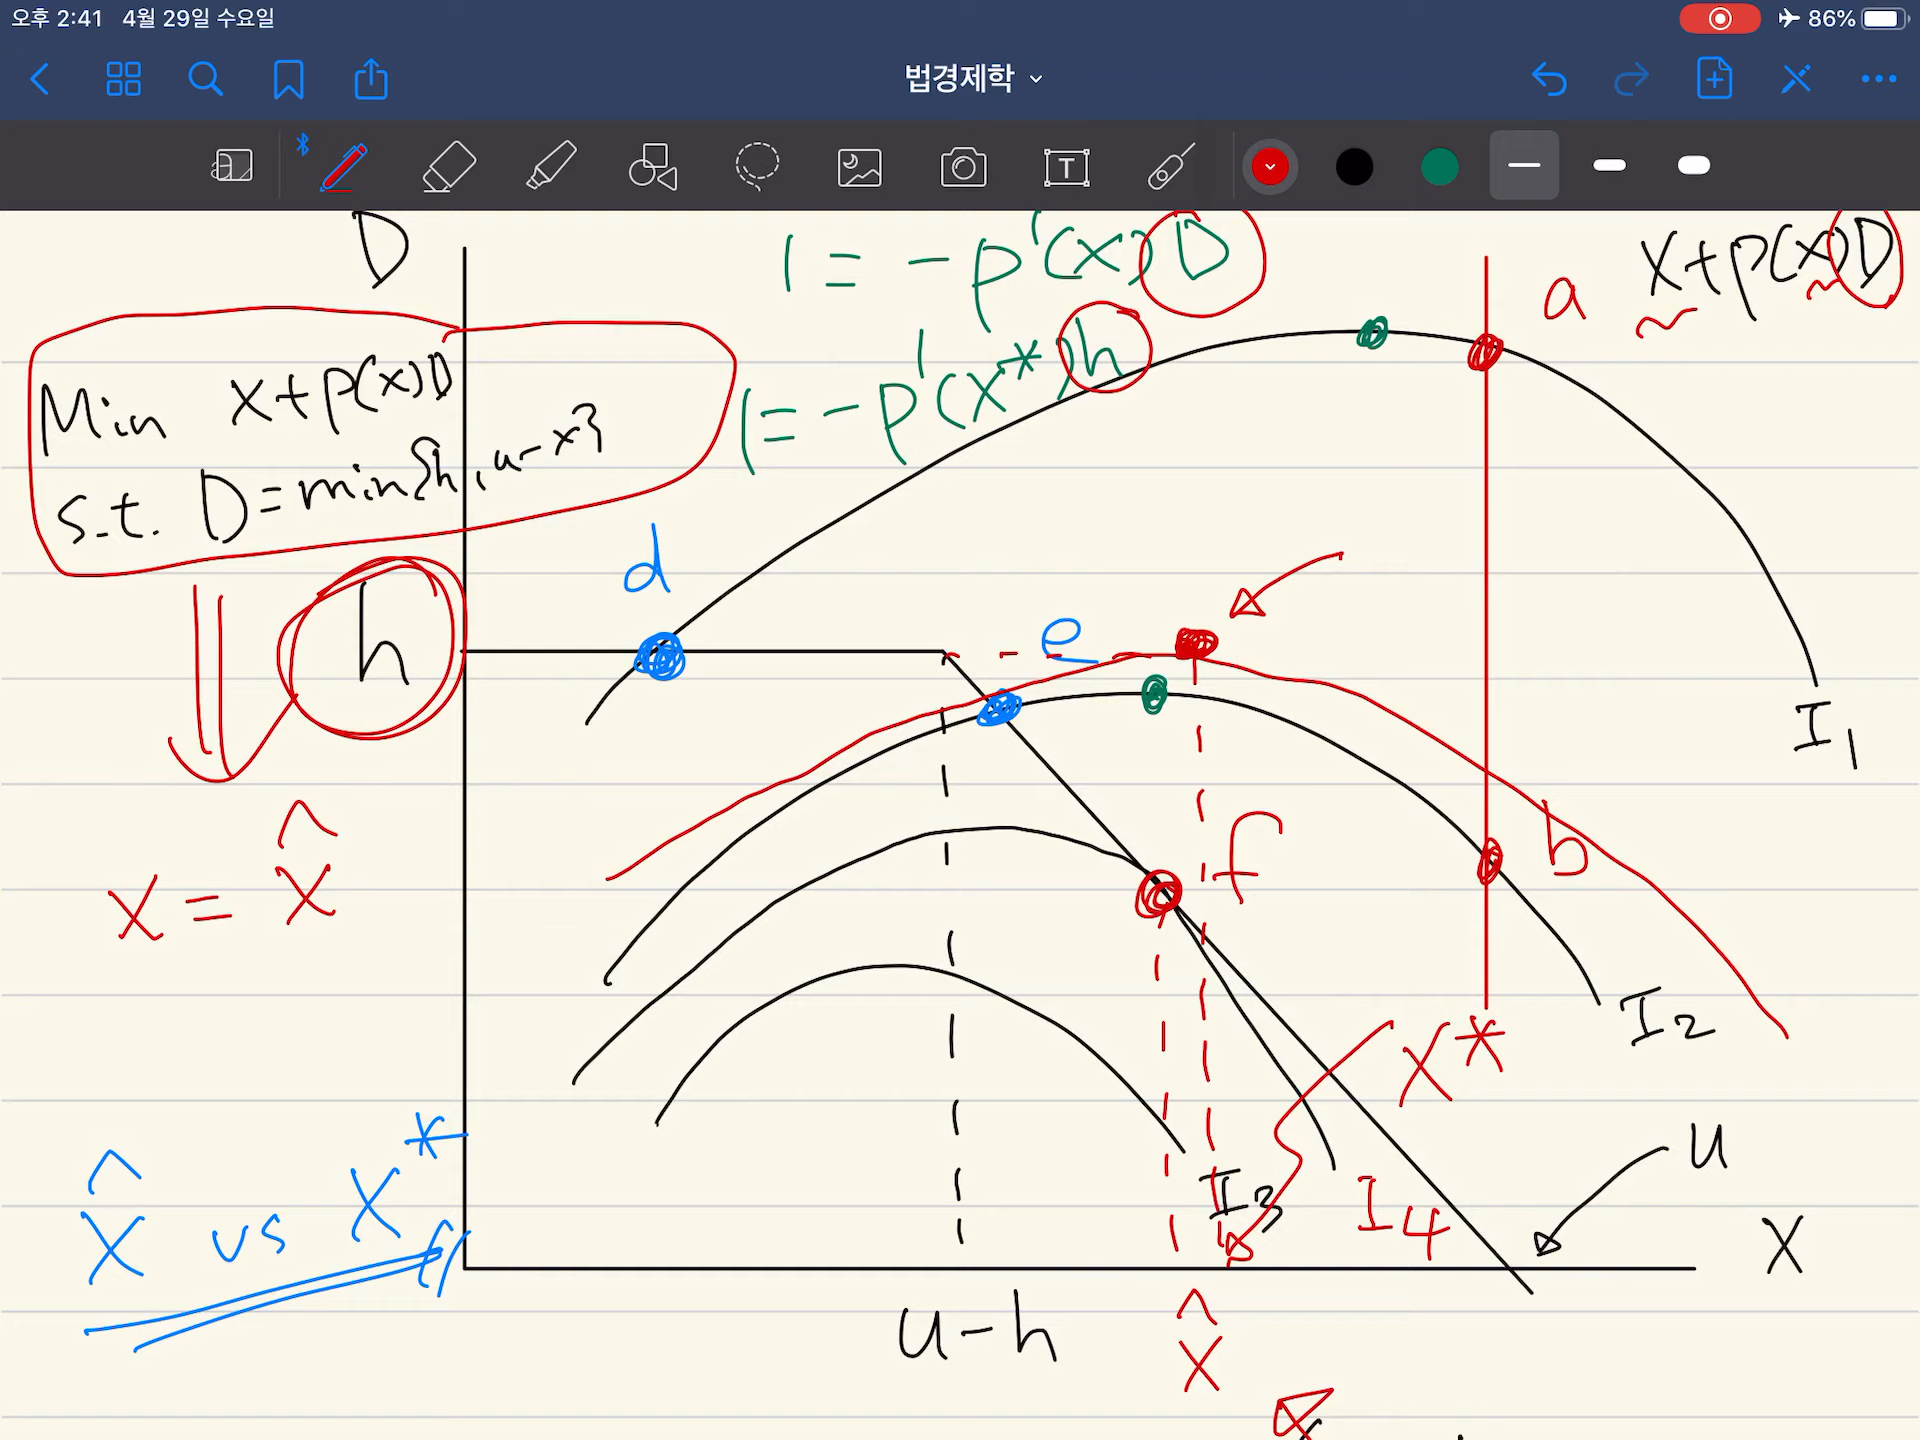 오후 2:41 4월 29일 수요일
86%
법경제학
D
1 = -p'(x)D
a
x+p(x)D
1 = -p'(x*)h
Min x+p(x)D
s.t. D=min{h, u-x}
d
h
e
I1
f
b
x = x̂
I2
x*
x̂ vs x*
I3
I4
u
x
u-h
x̂